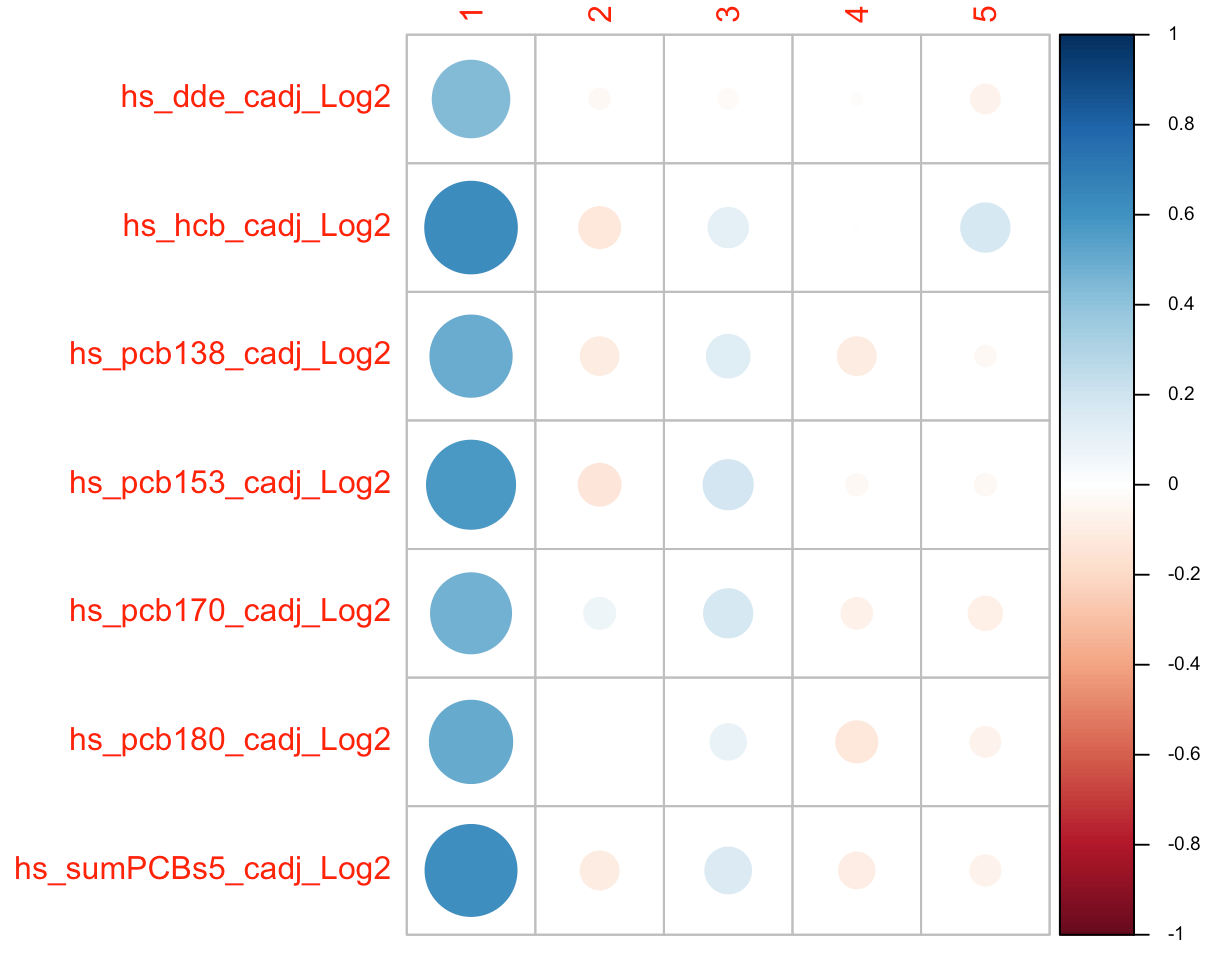 1 2 3 4 5
hs_dde_cadj_Log2
hs_hcb_cadj_Log2
hs_pcb138_cadj_Log2
hs_pcb153_cadj_Log2
hs_pcb170_cadj_Log2
hs_pcb180_cadj_Log2
hs_sumPCBs5_cadj_Log2
1
0.8
0.6
0.4
0.2
0
-0.2
-0.4
-0.6
-0.8
-1